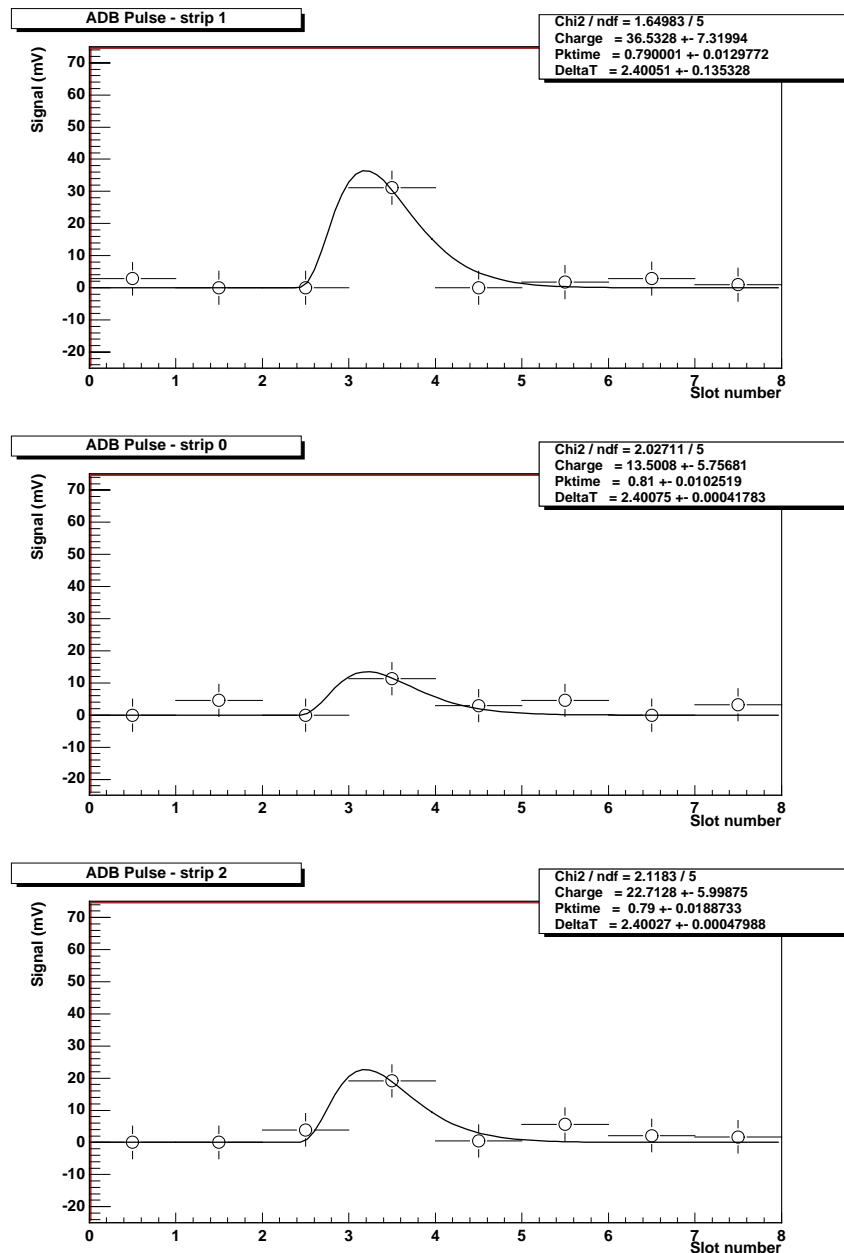 ADB Pulse - strip 1
Chi2 / ndf = 1.64983 / 5
Charge = 36.5328 +- 7.31994
Pktime = 0.790001 +- 0.0129772
DeltaT = 2.40051 +- 0.135328
Signal (mV)
70
60
50
40
30
20
10
0
-10
-20
0 1 2 3 4 5 6 7 8
Slot number
ADB Pulse - strip 0
Chi2 / ndf = 2.02711 / 5
Charge = 13.5008 +- 5.75681
Pktime = 0.81 +- 0.0102519
DeltaT = 2.40075 +- 0.00041783
Signal (mV)
70
60
50
40
30
20
10
0
-10
-20
0 1 2 3 4 5 6 7 8
Slot number
ADB Pulse - strip 2
Chi2 / ndf = 2.1183 / 5
Charge = 22.7128 +- 5.99875
Pktime = 0.79 +- 0.0188733
DeltaT = 2.40027 +- 0.00047988
Signal (mV)
70
60
50
40
30
20
10
0
-10
-20
0 1 2 3 4 5 6 7 8
Slot number